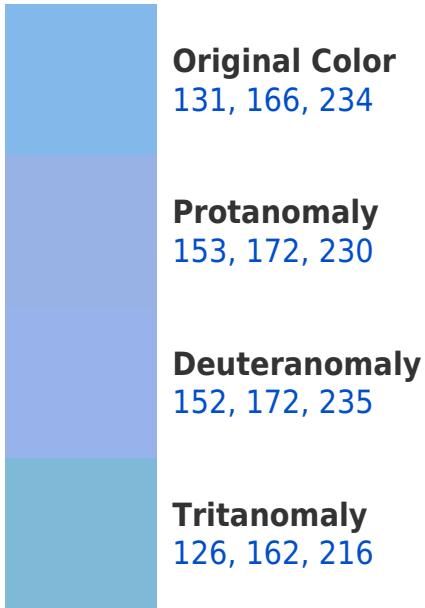 Original Color
131, 166, 234
Protanomaly
153, 172, 230
Deuteranomaly
152, 172, 235
Tritanomaly
126, 162, 216